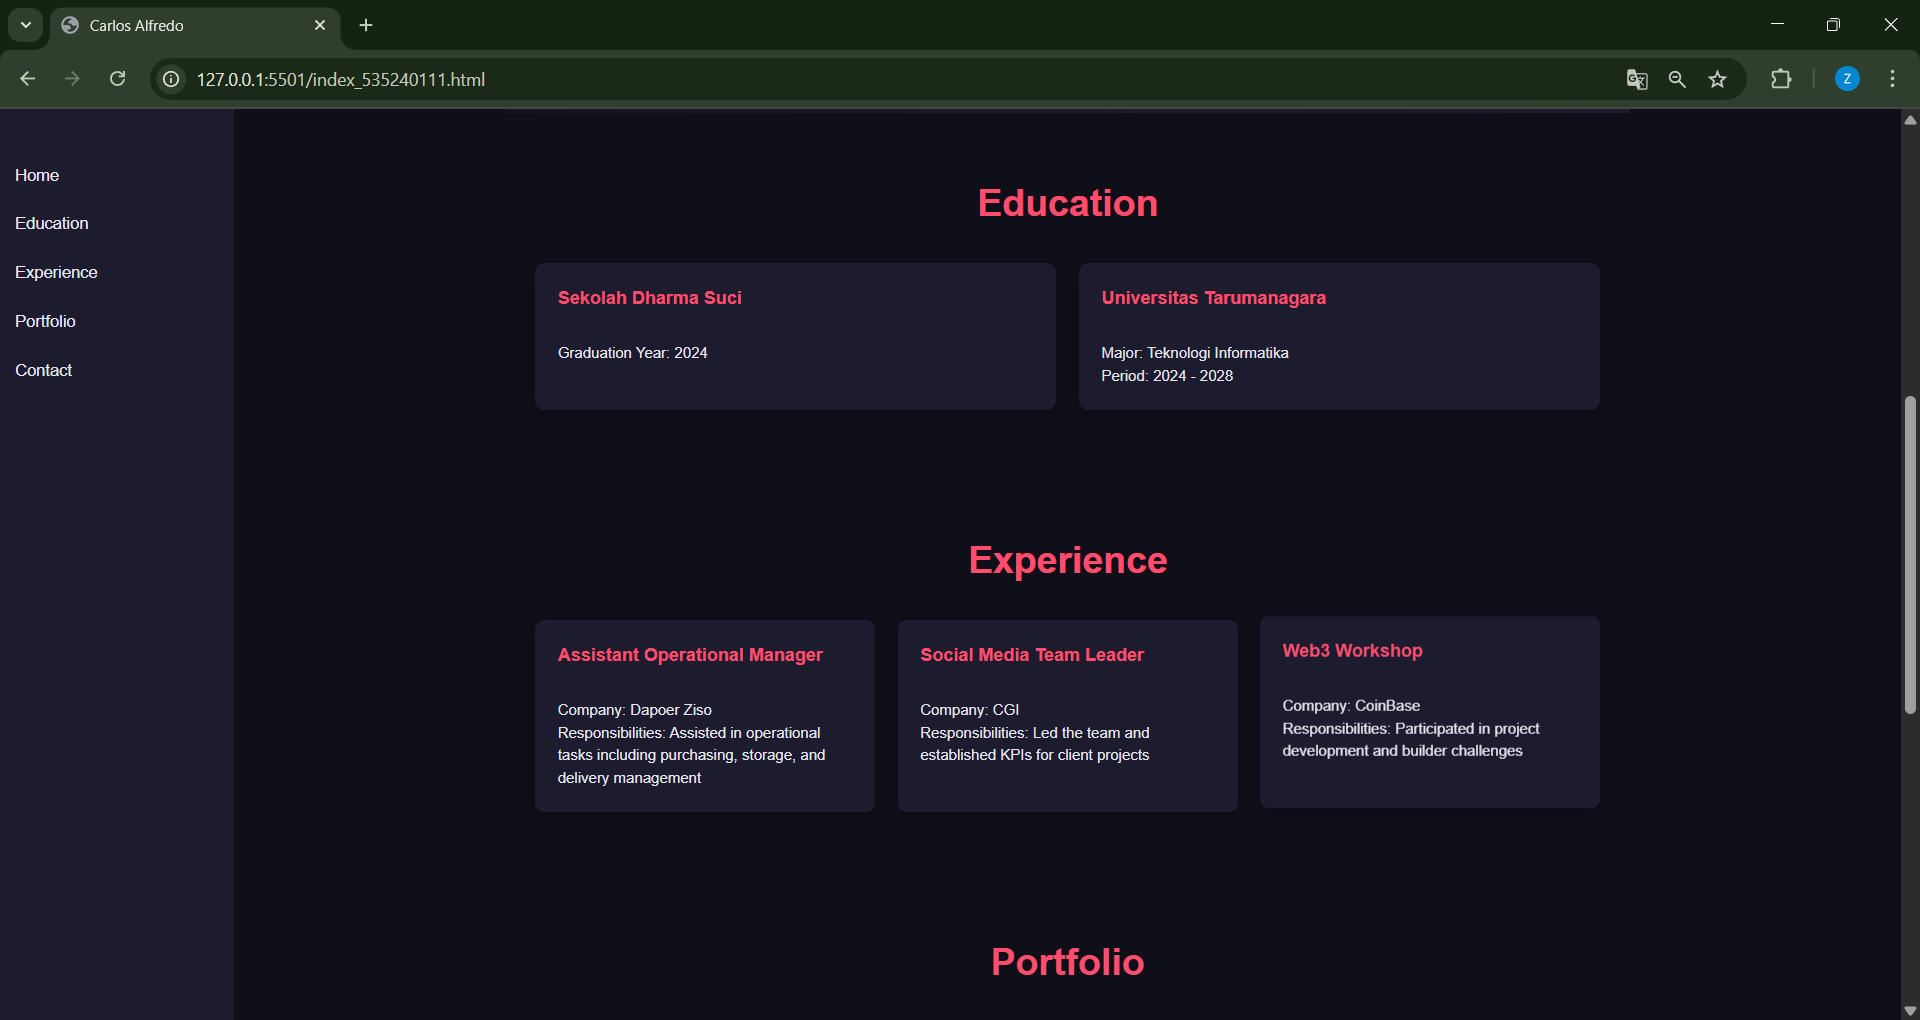 Carlos Alfredo
127.0.0.1:5501/index_535240111.html
Z
Home
Education
Experience
Portfolio
Contact
Education
Sekolah Dharma Suci
Graduation Year: 2024
Universitas Tarumanagara
Major: Teknologi Informatika
Period: 2024 - 2028
Experience
Assistant Operational Manager
Company: Dapoer Ziso
Responsibilities: Assisted in operational
tasks including purchasing, storage, and
delivery management
Social Media Team Leader
Company: CGI
Responsibilities: Led the team and
established KPIs for client projects
Web3 Workshop
Company: CoinBase
Responsibilities: Participated in project
development and builder challenges
Portfolio